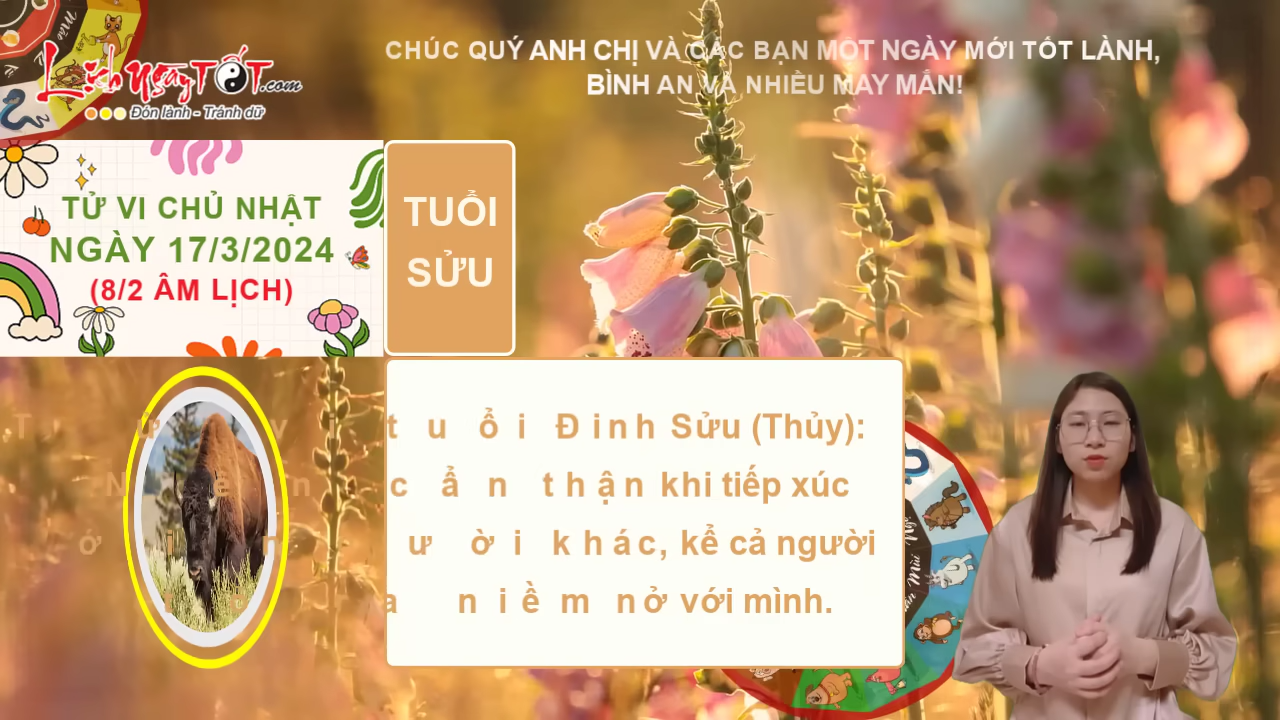 LịchNgàyTỐT.com
Đón lành - Tránh dữ
CHÚC QUÝ ANH CHỊ VÀ CÁC BẠN MỘT NGÀY MỚI TỐT LÀNH,
BÌNH AN VÀ NHIỀU MAY MẮN!
TỬ VI CHỦ NHẬT
NGÀY 17/3/2024
(8/2 ÂM LỊCH)
TUỔI
SỬU
Tử vi tuổi Đinh Sửu (Thủy):
cẩn thận khi tiếp xúc
khác, kể cả người
niềm nở với mình.